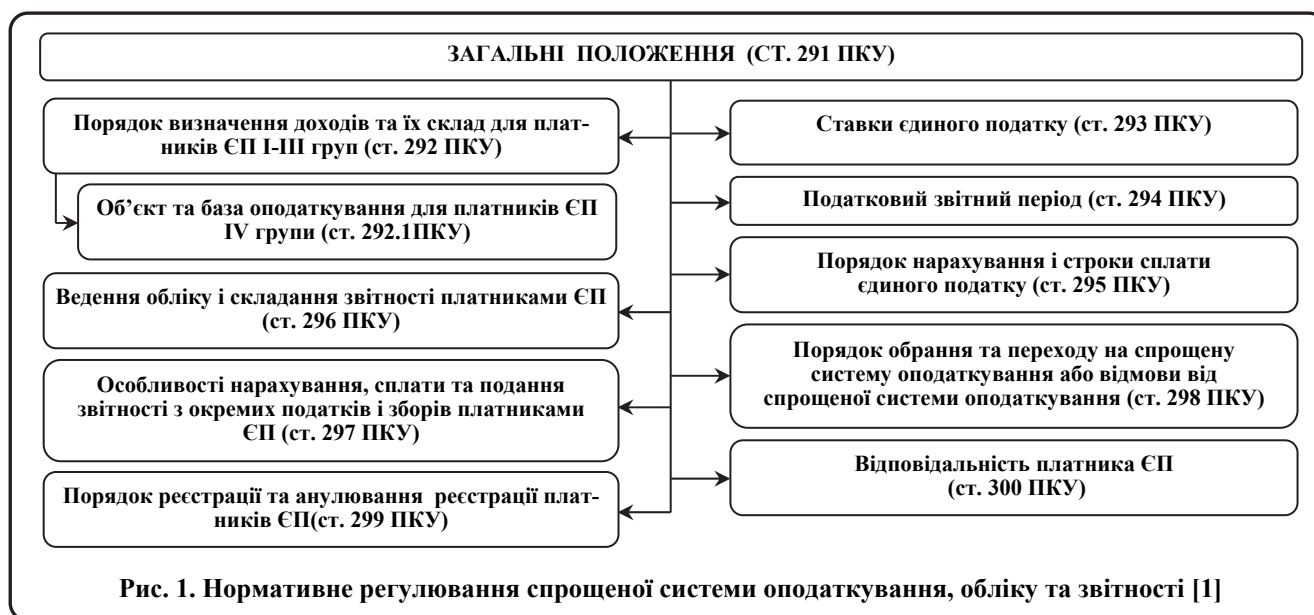 ЗАГАЛЬНІ ПОЛОЖЕННЯ (СТ. 291 ПКУ)
Порядок визначення доходів та їх склад для плат-
ників ЄП І-ІІІ груп (ст. 292 ПКУ)
Об’єкт та база оподаткування для платників ЄП
IV групи (ст. 292.1ПКУ)
Ведення обліку і складання звітності платниками ЄП
(ст. 296 ПКУ)
Особливості нарахування, сплати та подання
звітності з окремих податків і зборів платниками
ЄП (ст. 297 ПКУ)
Порядок реєстрації та анулювання реєстрації плат-
ників ЄП(ст. 299 ПКУ)
Ставки єдиного податку (ст. 293 ПКУ)
Податковий звітний період (ст. 294 ПКУ)
Порядок нарахування і строки сплати
єдиного податку (ст. 295 ПКУ)
Порядок обрання та переходу на спрощену
систему оподаткування або відмови від
спрощеної системи оподаткування (ст. 298 ПКУ)
Відповідальність платника ЄП
(ст. 300 ПКУ)
Рис. 1. Нормативне регулювання спрощеної системи оподаткування, обліку та звітності [1]